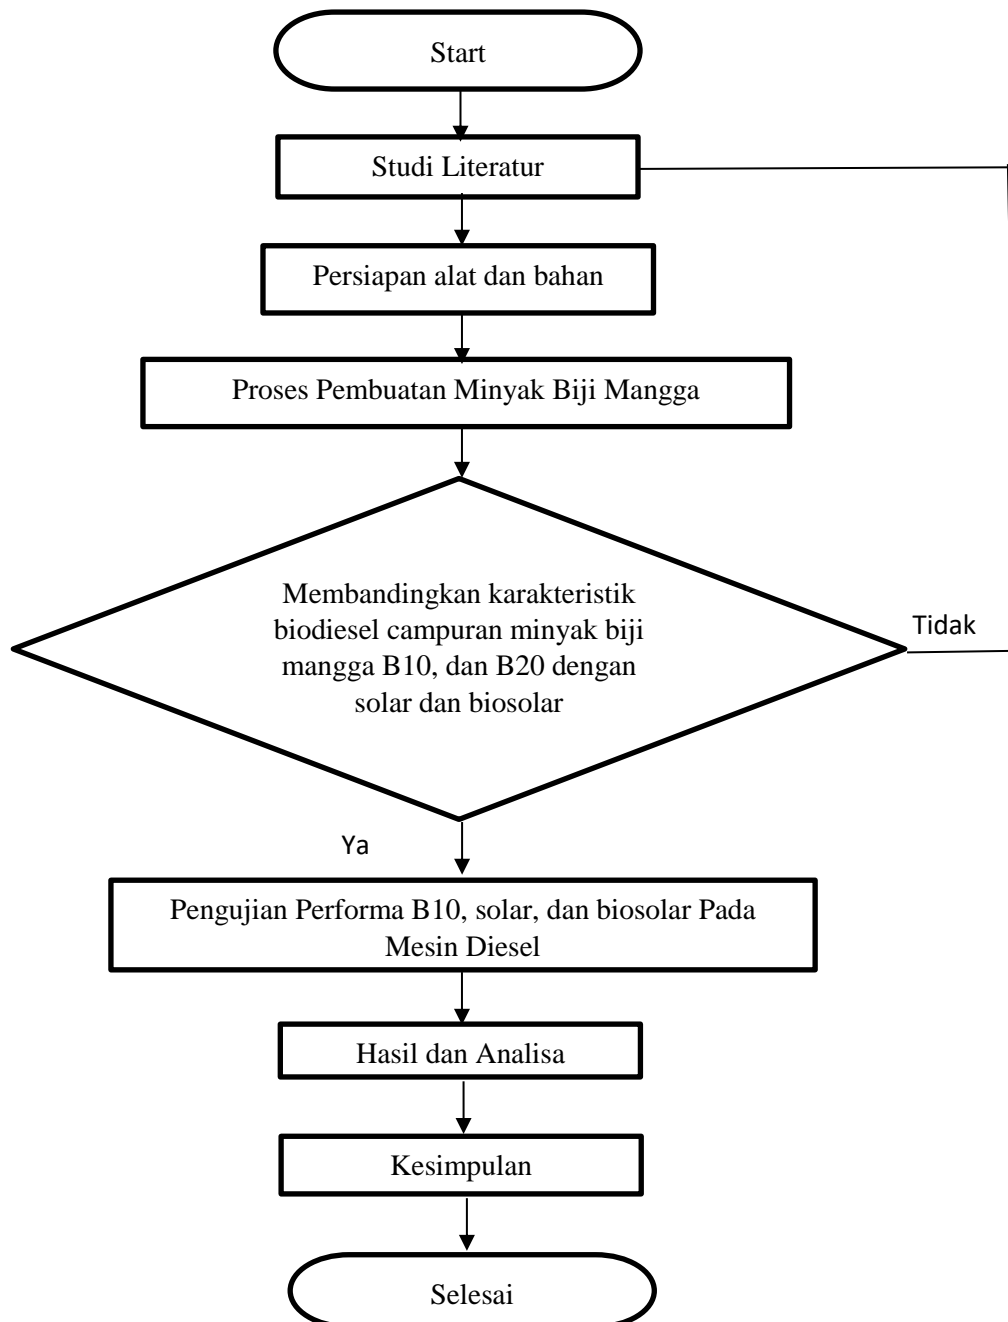 Start
Studi Literatur
Persiapan alat dan bahan
Proses Pembuatan Minyak Biji Mangga
Membandingkan karakteristik
biodiesel campuran minyak biji
mangga B10, dan B20 dengan
solar dan biosolar
Tidak
Ya
Pengujian Performa B10, solar, dan biosolar Pada
Mesin Diesel
Hasil dan Analisa
Kesimpulan
Selesai